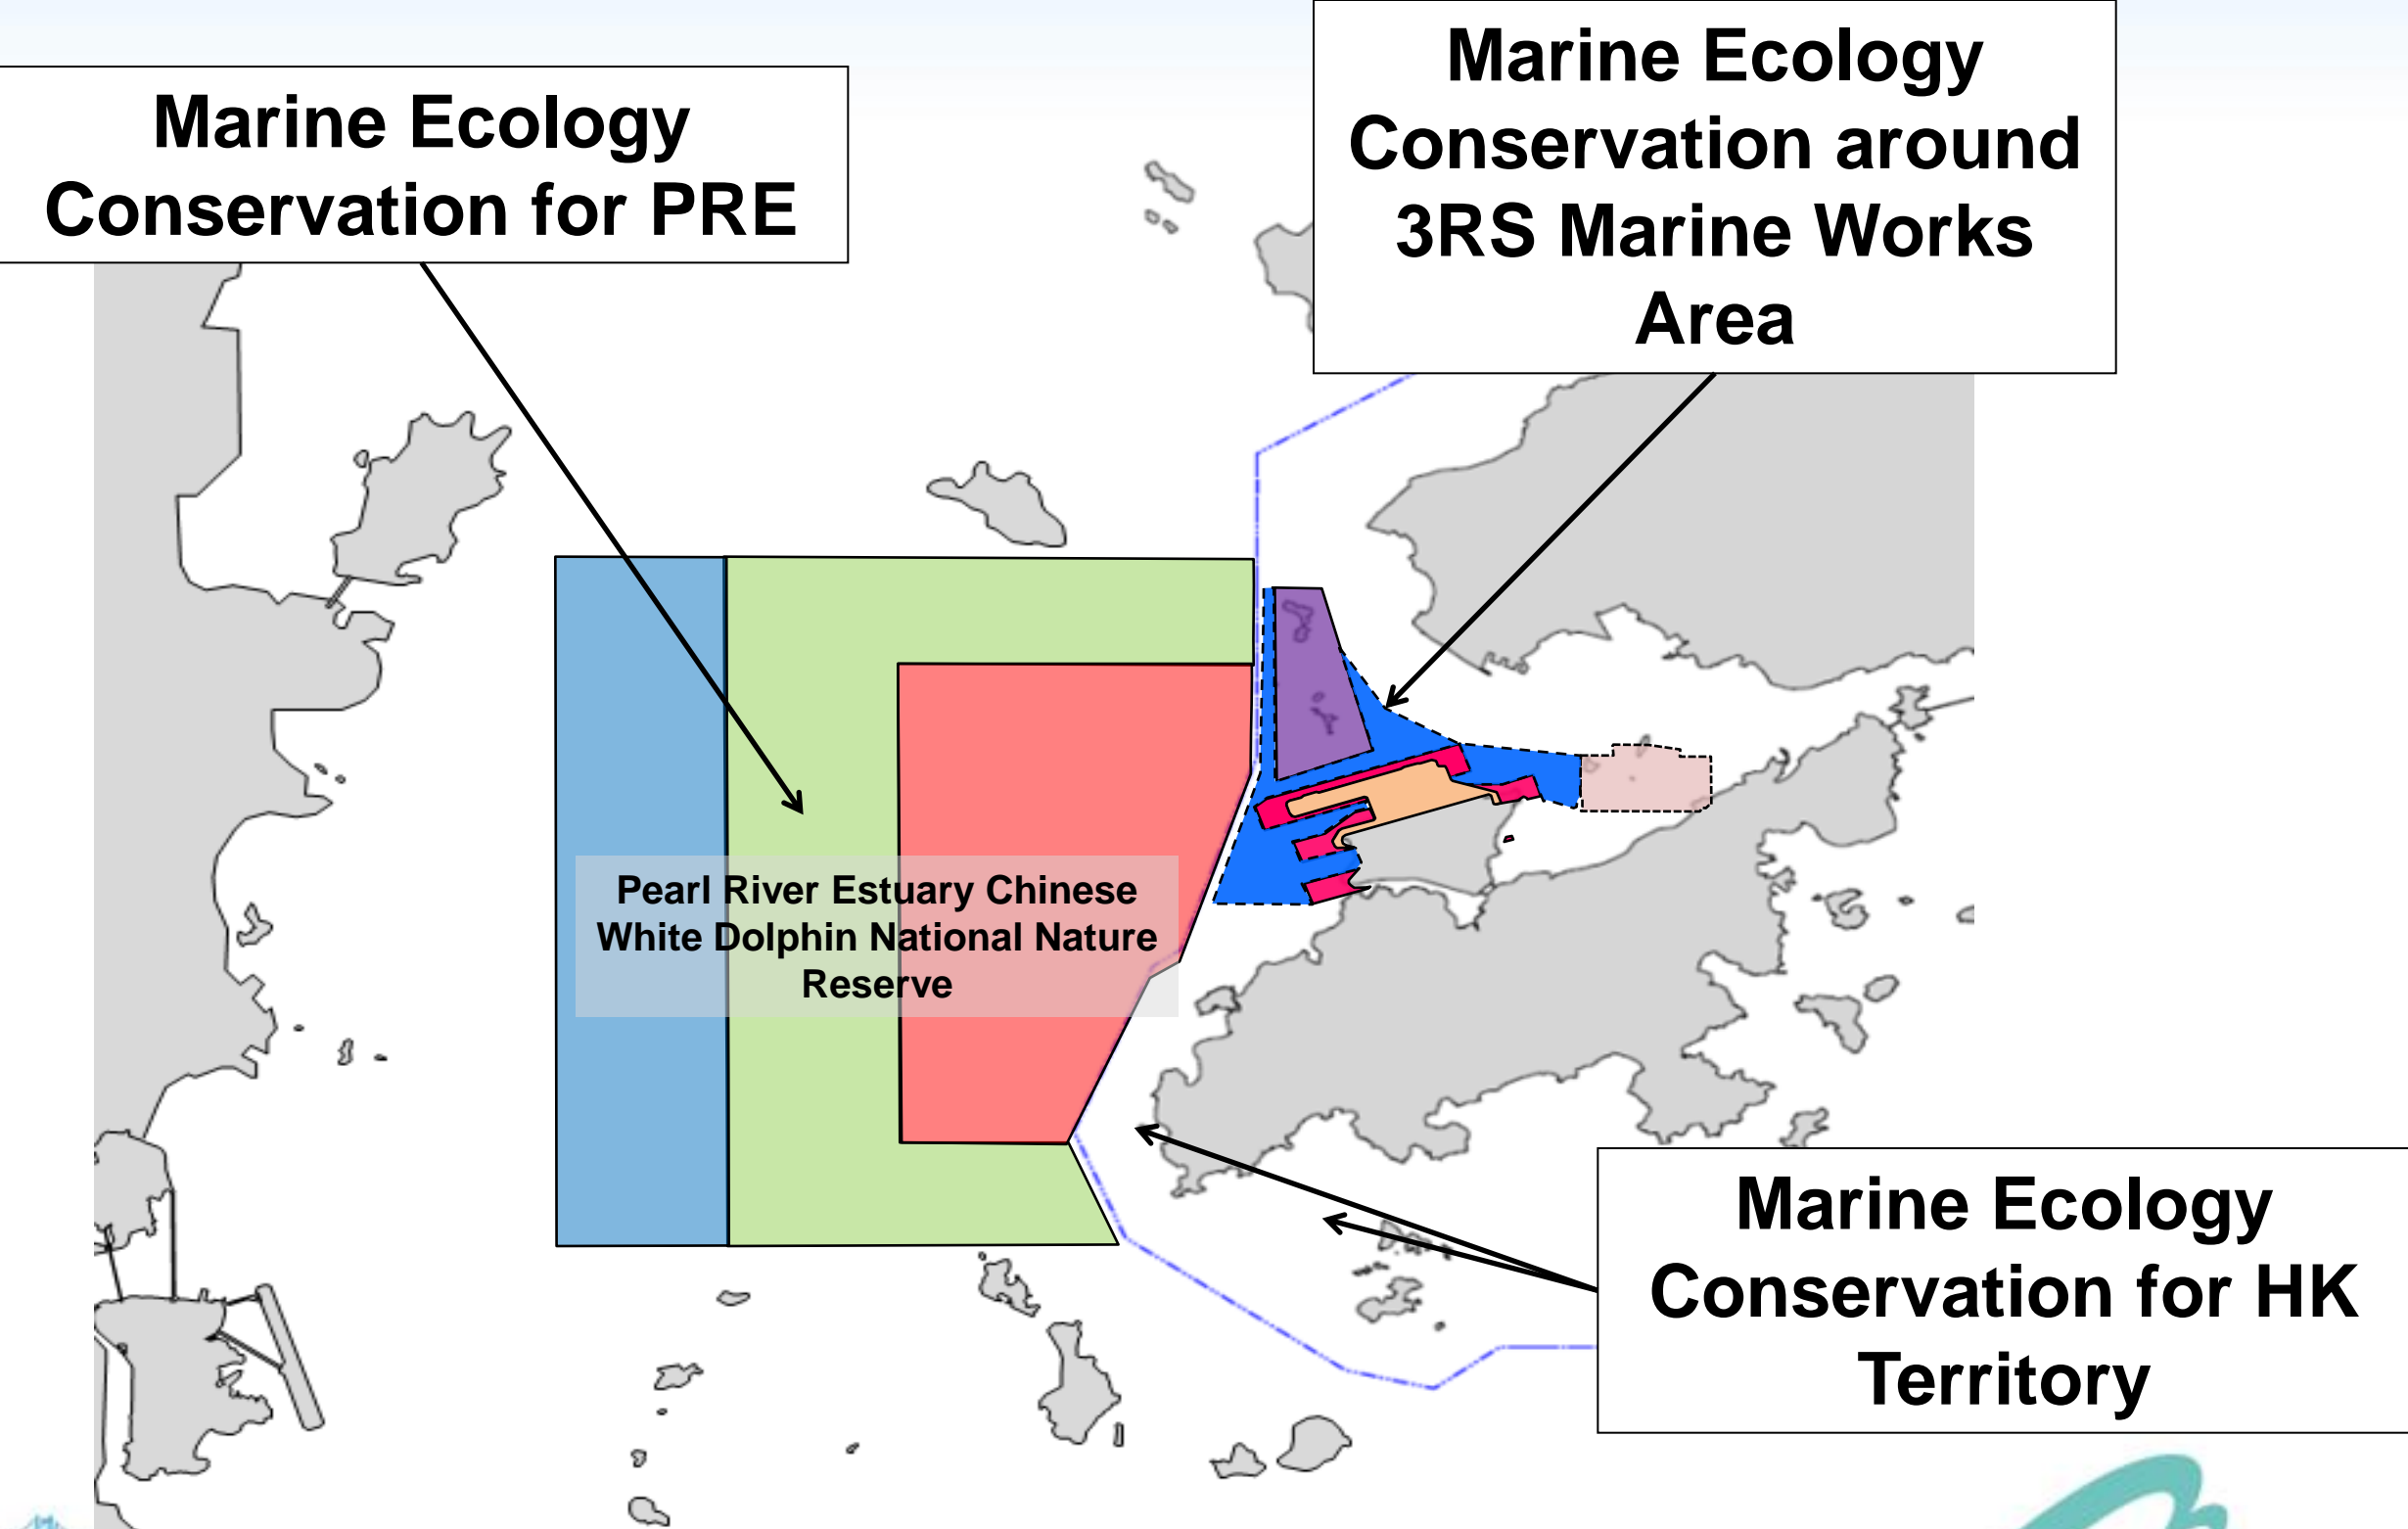 Marine Ecology
Conservation for PRE
Marine Ecology
Conservation around
3RS Marine Works
Area
Pearl River Estuary Chinese
White Dolphin National Nature
Reserve
Marine Ecology
Conservation for HK
Territory